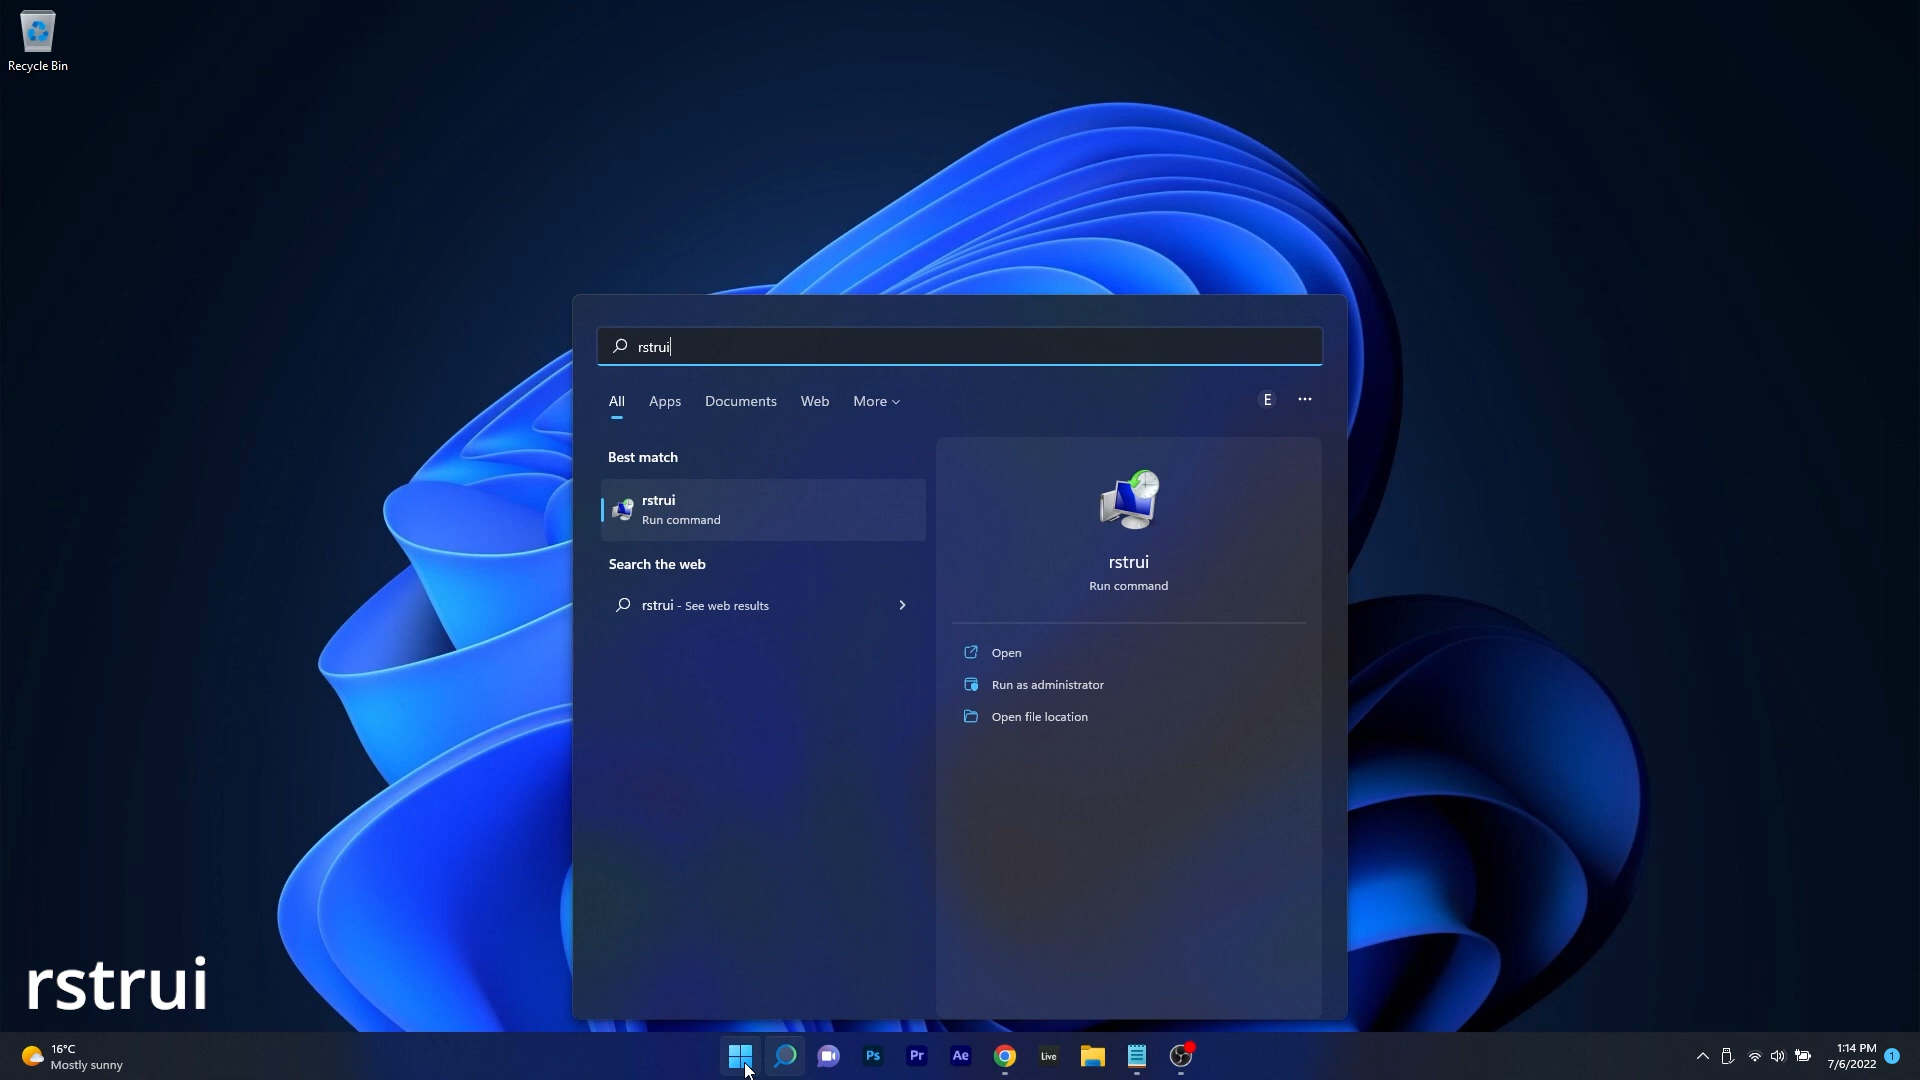 Recycle Bin
rstrui
All Apps Documents Web More
E
Best match
rstrui
Run command
Search the web
rstrui - See web results
rstrui
Run command
Open
Run as administrator
Open file location
rstrui
16°C
Mostly sunny
Ps Pr Ae Live
1:14 PM
7/6/2022
1